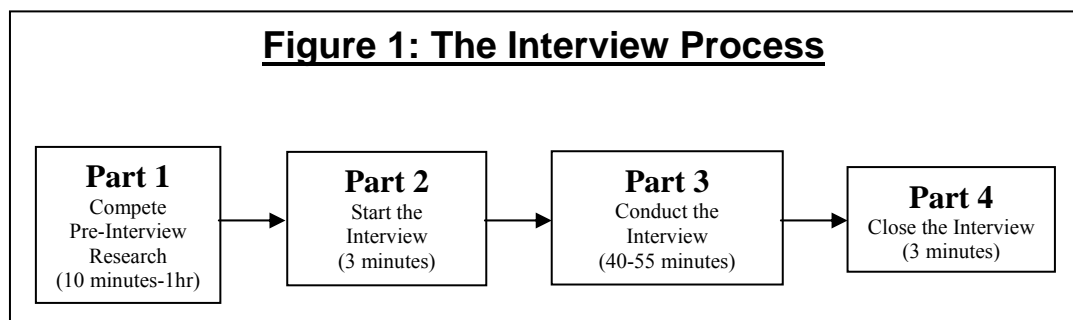 Figure 1: The Interview Process
Part 1
Compete
Pre-Interview
Research
(10 minutes-1hr)
Part 2
Start the
Interview
(3 minutes)
Part 3
Conduct the
Interview
(40-55 minutes)
Part 4
Close the Interview
(3 minutes)